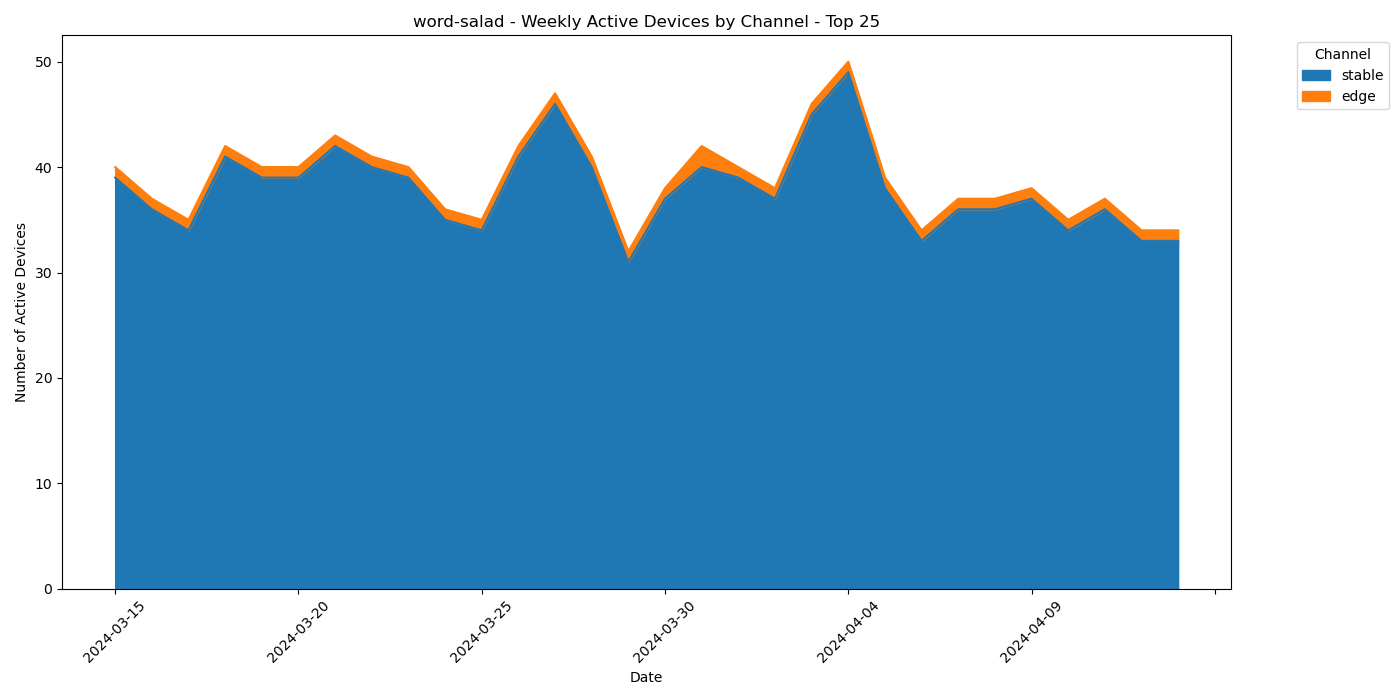 word-salad - Weekly Active Devices by Channel - Top 25
Channel
stable
edge
Number of Active Devices
50
40
30
20
10
0
2024-03-15
2024-03-20
2024-03-25
2024-03-30
2024-04-04
2024-04-09
Date